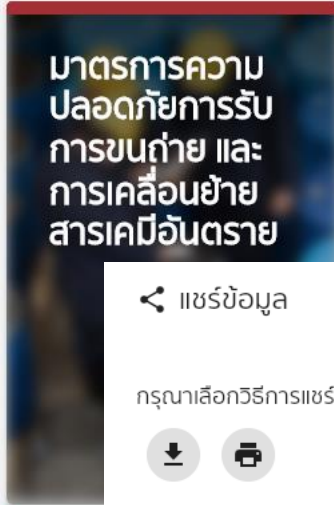 มาตรการความ
ปลอดภัยการรับ
การขนถ่าย และ
การเคลื่อนย้าย
สารเคมีอันตราย
แชร์ข้อมูล
กรุณาเลือกวิธีการแชร์